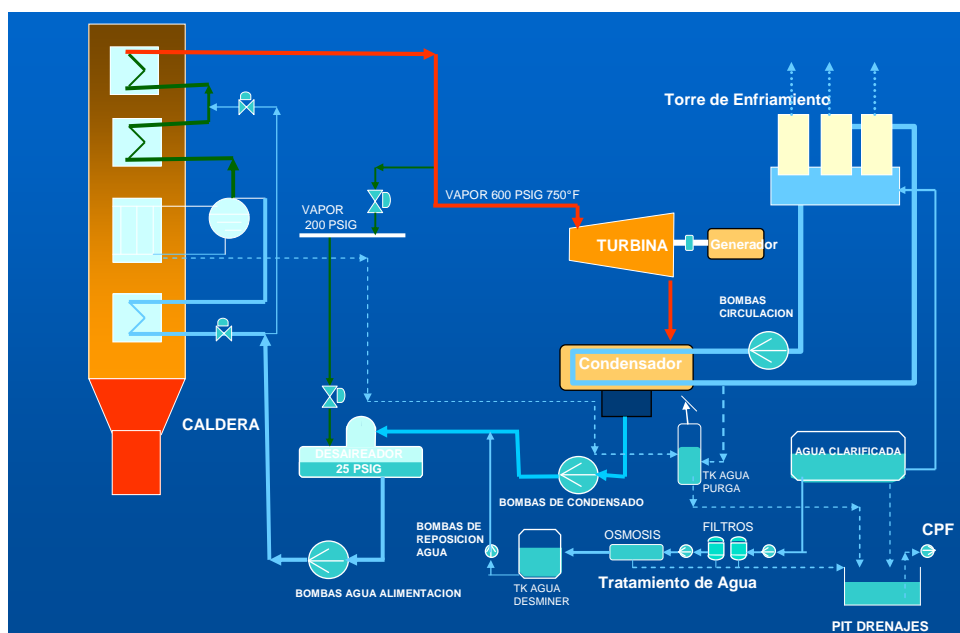 Torre de Enfriamiento
VAPOR 600 PSIG 750°F
VAPOR
200 PSIG
TURBINA
Generador
BOMBAS
CIRCULACION
Condensador
CALDERA
DESAIREADOR
25 PSIG
AGUA CLARIFICADA
TK AGUA
PURGA
BOMBAS DE CONDENSADO
BOMBAS DE
REPOSICION
AGUA
OSMOSIS
FILTROS
CPF
Tratamiento de Agua
TK AGUA
DESMINER
BOMBAS AGUA ALIMENTACION
PIT DRENAJES